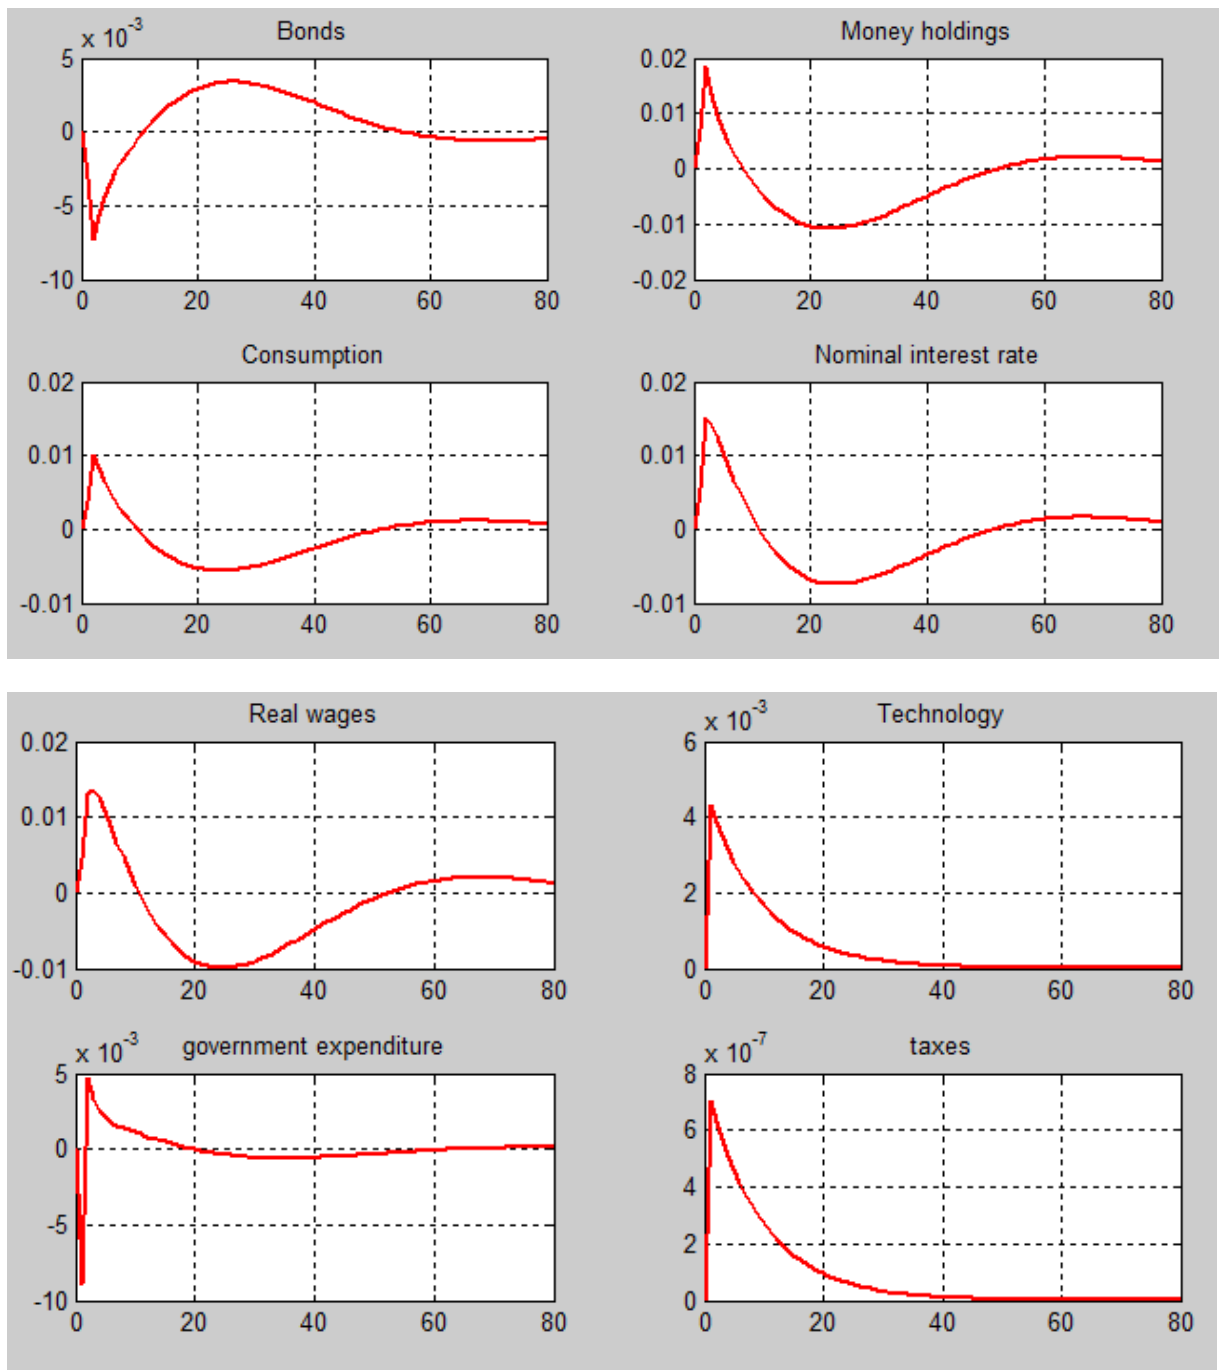 x 10^-3
Bonds
5
0
-5
-10
0 20 40 60 80
Money holdings
0.02
0.01
0
-0.01
-0.02
0 20 40 60 80
Consumption
0.02
0.01
0
-0.01
0 20 40 60 80
Nominal interest rate
0.02
0.01
0
-0.01
0 20 40 60 80
Real wages
0.02
0.01
0
-0.01
0 20 40 60 80
x 10^-3
Technology
6
4
2
0
0 20 40 60 80
x 10^-3
government expenditure
5
0
-5
-10
0 20 40 60 80
x 10^-7
taxes
8
6
4
2
0
0 20 40 60 80